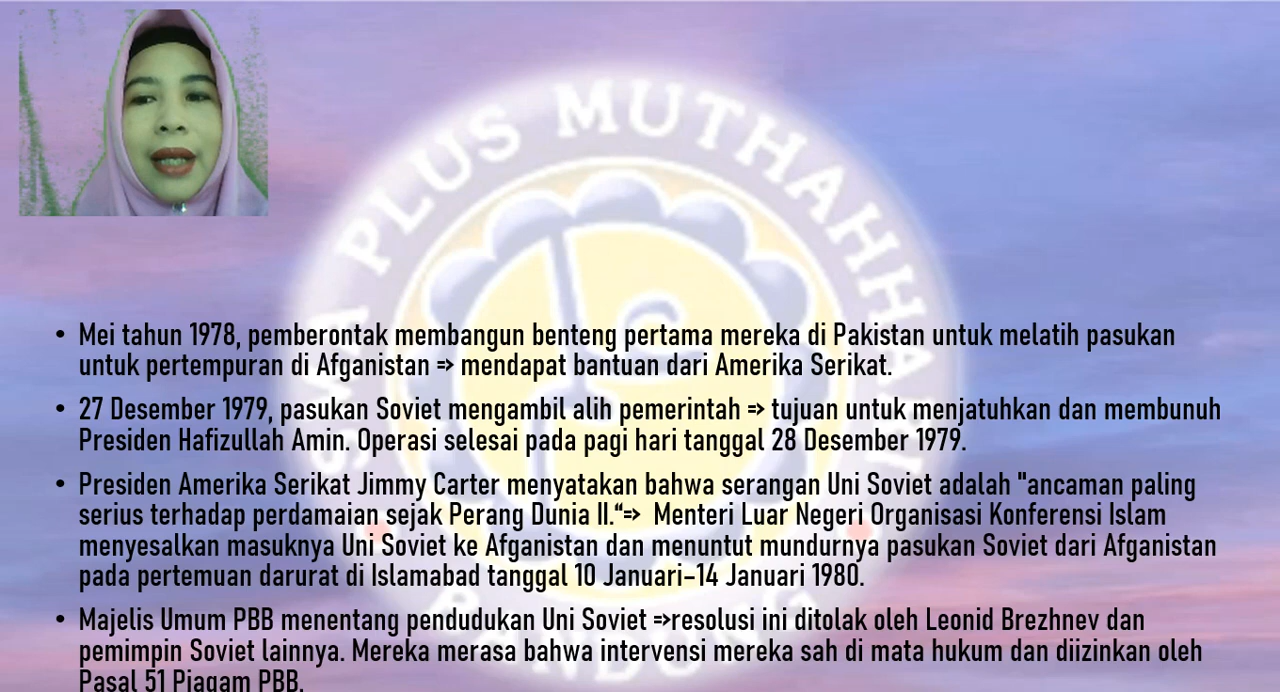 SMA PLUS MUTHAHHARI
BANDUNG
• Mei tahun 1978, pemberontak membangun benteng pertama mereka di Pakistan untuk melatih pasukan
untuk pertempuran di Afganistan => mendapat bantuan dari Amerika Serikat.
• 27 Desember 1979, pasukan Soviet mengambil alih pemerintah => tujuan untuk menjatuhkan dan membunuh
Presiden Hafizullah Amin. Operasi selesai pada pagi hari tanggal 28 Desember 1979.
• Presiden Amerika Serikat Jimmy Carter menyatakan bahwa serangan Uni Soviet adalah "ancaman paling
serius terhadap perdamaian sejak Perang Dunia II.“=> Menteri Luar Negeri Organisasi Konferensi Islam
menyesalkan masuknya Uni Soviet ke Afganistan dan menuntut mundurnya pasukan Soviet dari Afganistan
pada pertemuan darurat di Islamabad tanggal 10 Januari-14 Januari 1980.
• Majelis Umum PBB menentang pendudukan Uni Soviet =>resolusi ini ditolak oleh Leonid Brezhnev dan
pemimpin Soviet lainnya. Mereka merasa bahwa intervensi mereka sah di mata hukum dan diizinkan oleh
Pasal 51 Piagam PBB.